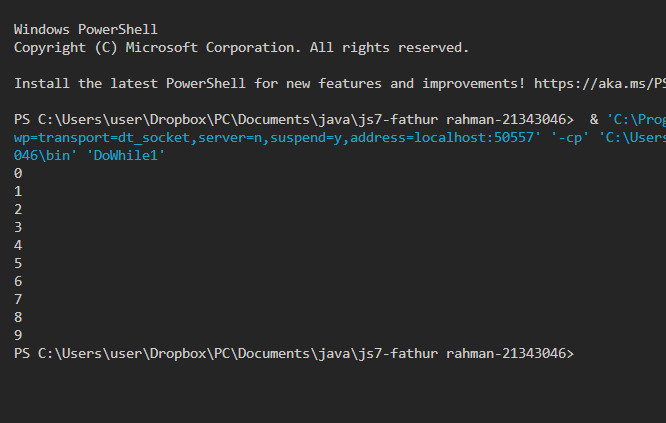 Windows PowerShell
Copyright (C) Microsoft Corporation. All rights reserved.
Install the latest PowerShell for new features and improvements! https://aka.ms/PS
PS C:\Users\user\Dropbox\PC\Documents\java\js7-fathur rahman-21343046>  & 'C:\Prog
wp=transport=dt_socket,server=n,suspend=y,address=localhost:50557' '-cp' 'C:\Users
046\bin' 'DoWhile1'
0
1
2
3
4
5
6
7
8
9
PS C:\Users\user\Dropbox\PC\Documents\java\js7-fathur rahman-21343046>